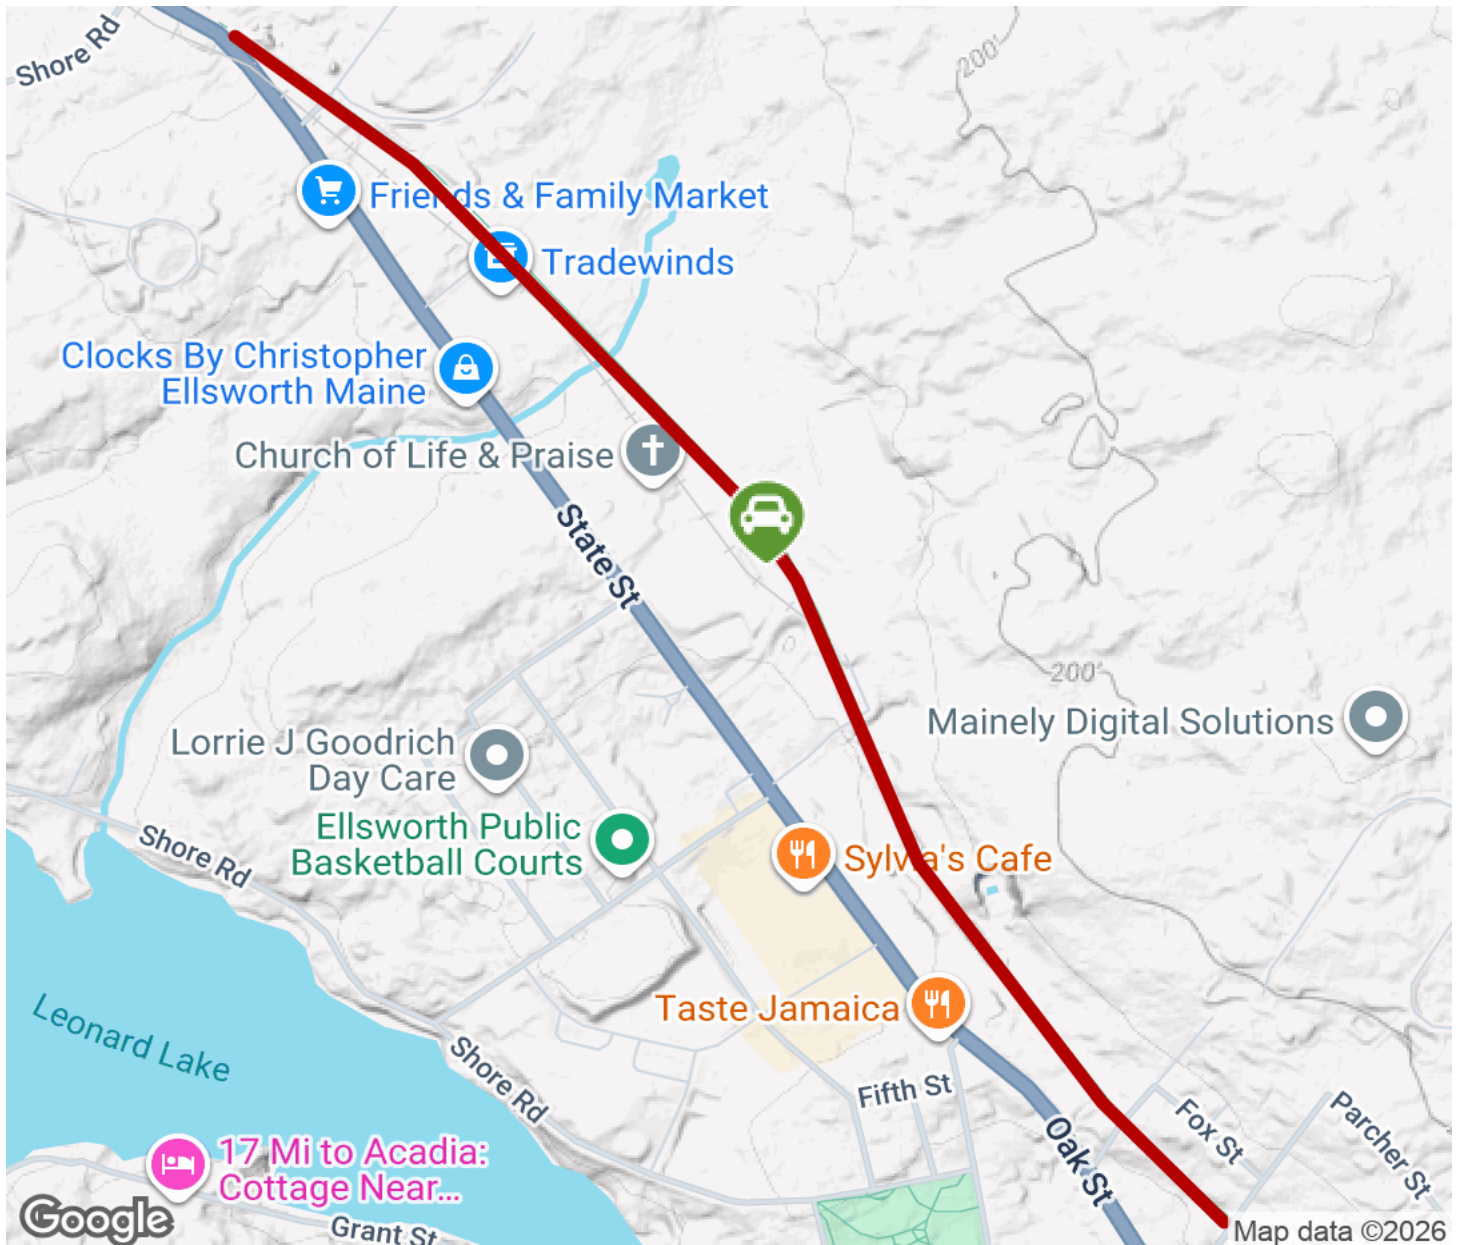 Shore Rd
200'
Friends & Family Market
Tradewinds
Clocks By Christopher
Ellsworth Maine
Church of Life & Praise
State St
200'
Mainely Digital Solutions
Lorrie J Goodrich
Day Care
Ellsworth Public
Basketball Courts
Shore Rd
Sylvia's Cafe
Leonard Lake
Taste Jamaica
Shore Rd
Fifth St
Oak St
Fox St
Parcher St
17 Mi to Acadia:
Cottage Near...
Grant St
Google
Map data ©2026